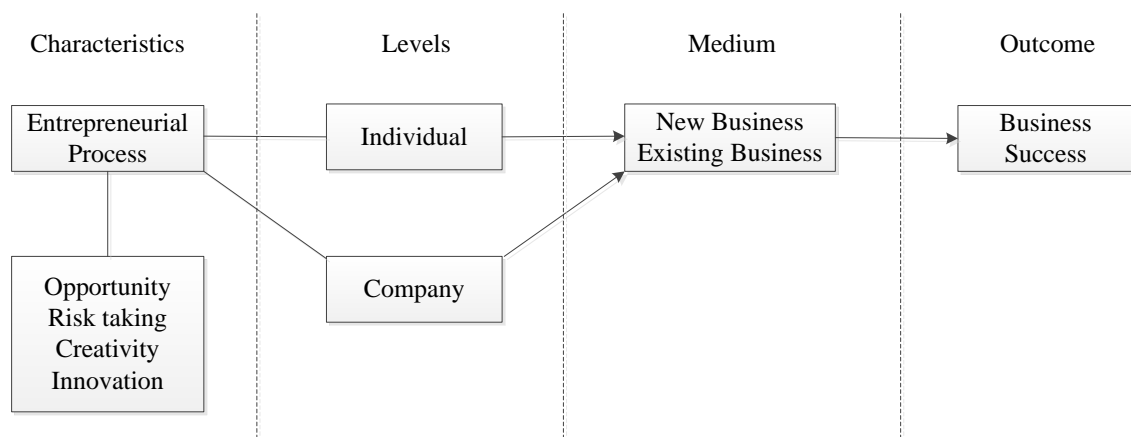 Characteristics
Levels
Medium
Outcome
Entrepreneurial
Process
Individual
New Business
Existing Business
Business
Success
Opportunity
Risk taking
Creativity
Innovation
Company